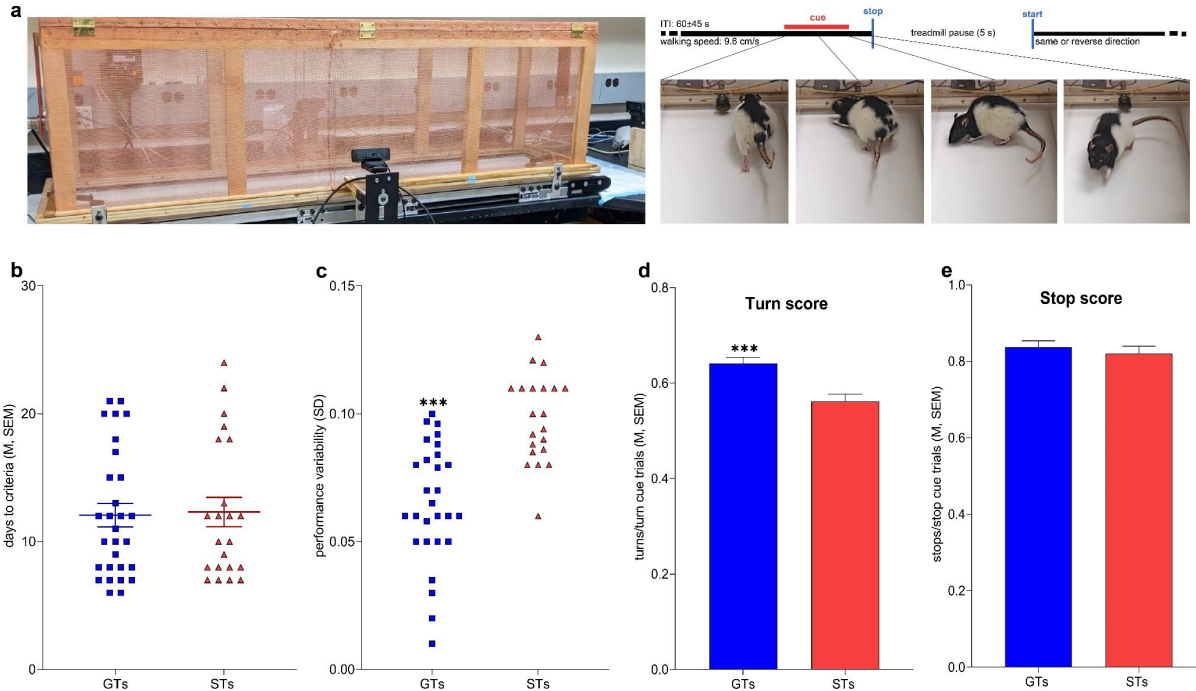 a
ITI: 60±45 s
cue
stop
start
walking speed: 9.6 cm/s
treadmill pause (5 s)
same or reverse direction
b
days to criteria (M, SEM)
30
20
10
0
GTs
STs
c
performance variability (SD)
0.15
0.10
0.05
0.00
***
GTs
STs
d
Turn score
turns/turn cue trials (M, SEM)
0.8
0.6
0.4
0.2
0.0
***
GTs
STs
e
Stop score
stops/stop cue trials (M, SEM)
1.0
0.8
0.6
0.4
0.2
0.0
GTs
STs